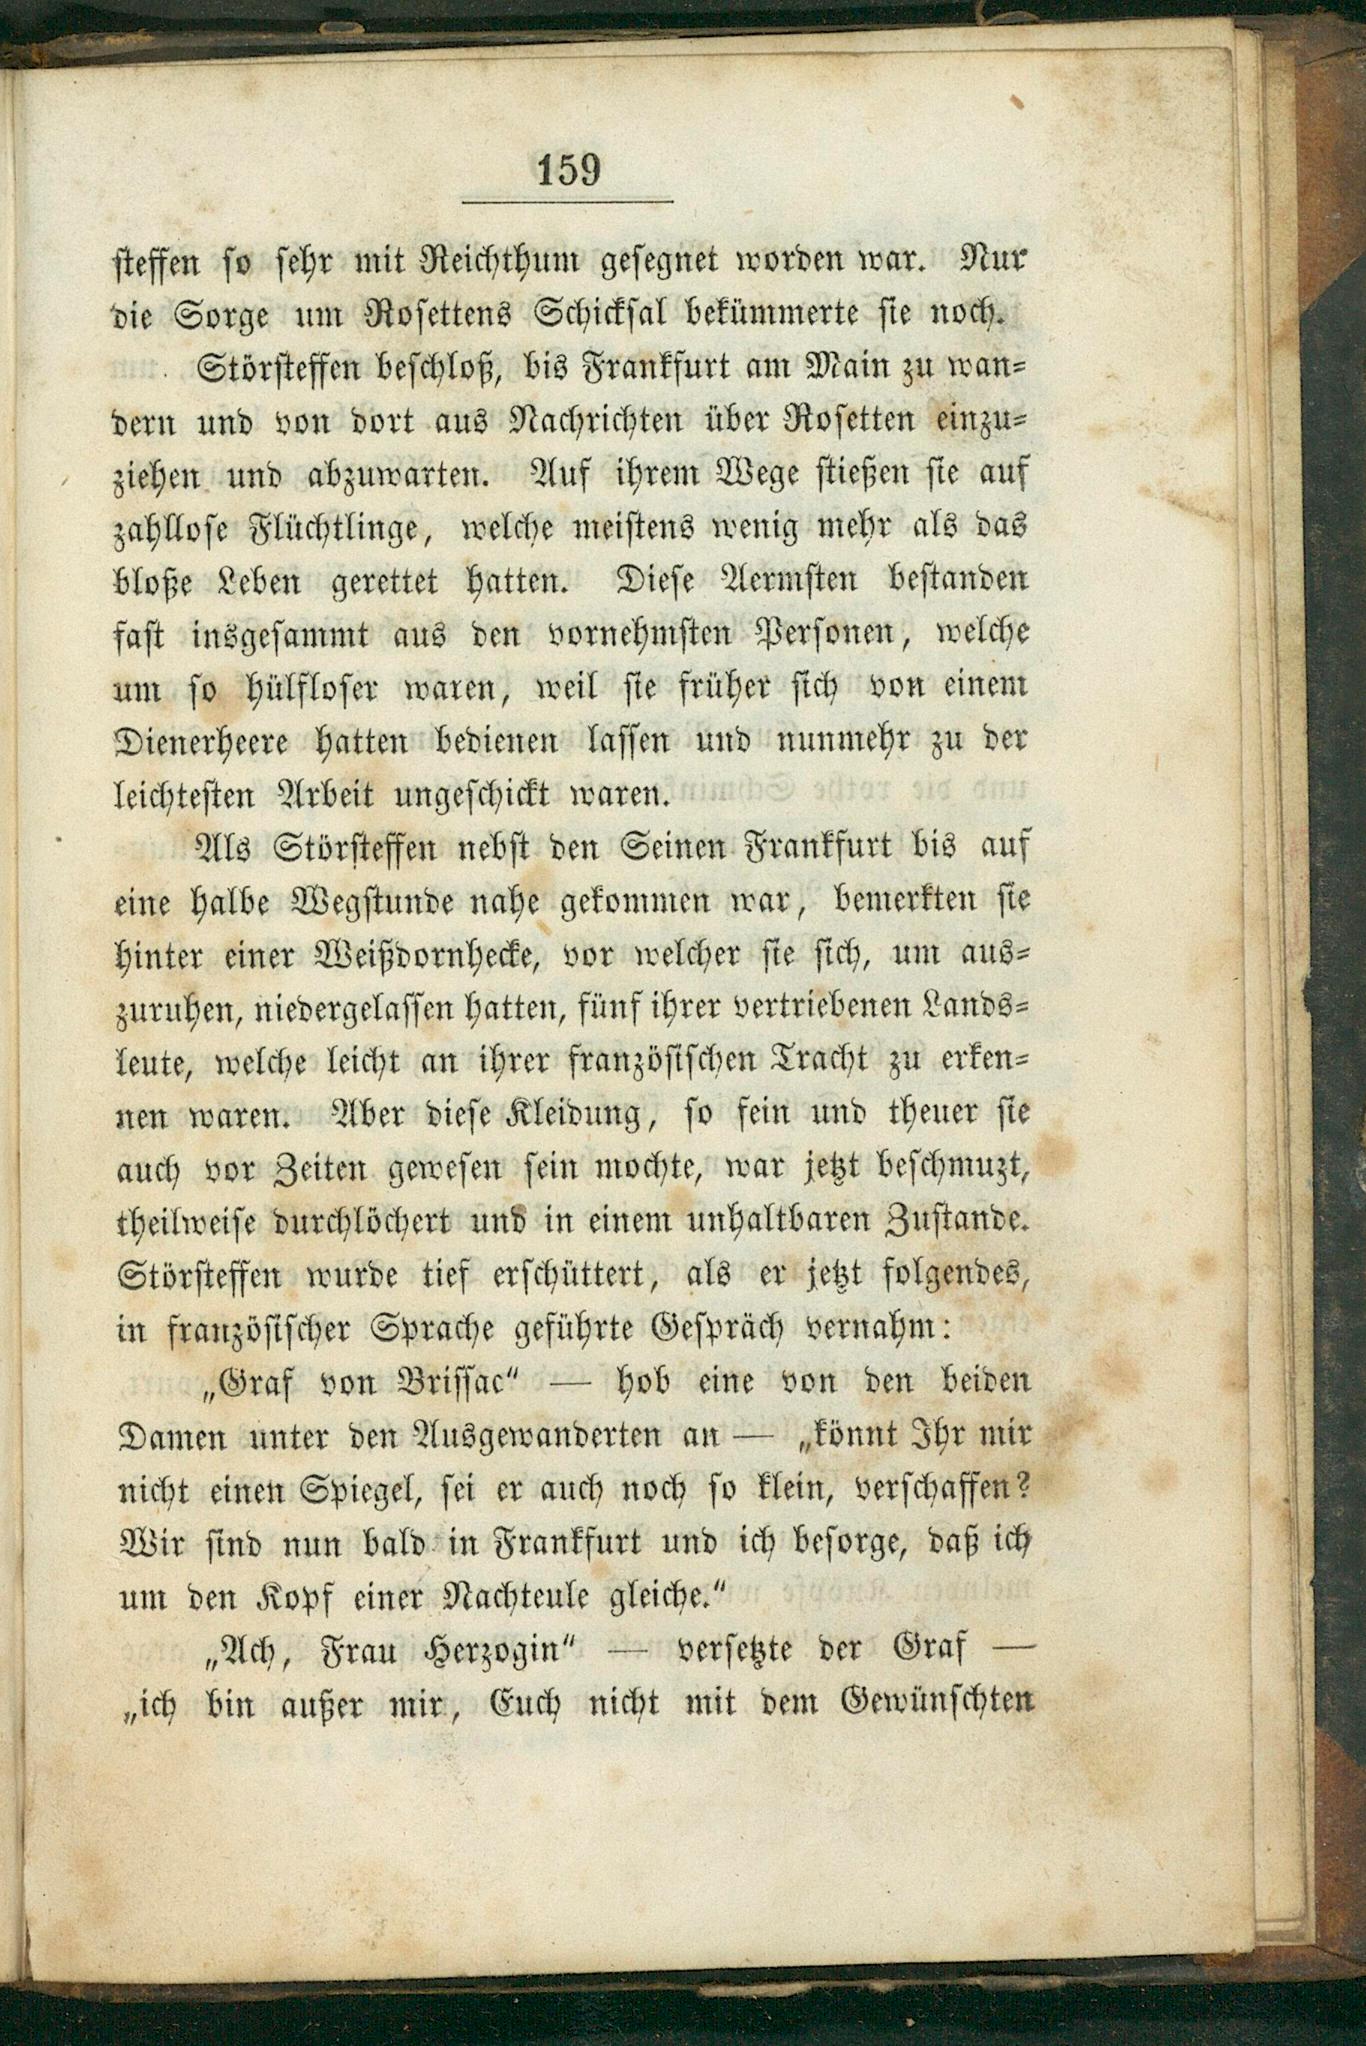 159
steffen so sehr mit Reichthum gesegnet worden war. Nur
die Sorge um Rosettens Schicksal bekümmerte sie noch.
Störsteffen beschloß, bis Frankfurt am Main zu wan=
dern und von dort aus Nachrichten über Rosetten einzu=
ziehen und abzuwarten. Auf ihrem Wege stießen sie auf
zahllose Flüchtlinge, welche meistens wenig mehr als das
bloße Leben gerettet hatten. Diese Aermsten bestanden
fast insgesammt aus den vornehmsten Personen, welche
um so hülfloser waren, weil sie früher sich von einem
Dienerheere hatten bedienen lassen und nunmehr zu der
leichtesten Arbeit ungeschickt waren.
Als Störsteffen nebst den Seinen Frankfurt bis auf
eine halbe Wegstunde nahe gekommen war, bemerkten sie
hinter einer Weißdornhecke, vor welcher sie sich, um aus=
zuruhen, niedergelassen hatten, fünf ihrer vertriebenen Lands=
leute, welche leicht an ihrer französischen Tracht zu erken=
nen waren. Aber diese Kleidung, so fein und theuer sie
auch vor Zeiten gewesen sein mochte, war jetzt beschmuzt,
theilweise durchlöchert und in einem unhaltbaren Zustande.
Störsteffen wurde tief erschüttert, als er jetzt folgendes,
in französischer Sprache geführte Gespräch vernahm:
„Graf von Brissac“ — hob eine von den beiden
Damen unter den Ausgewanderten an — „könnt Ihr mir
nicht einen Spiegel, sei er auch noch so klein, verschaffen?
Wir sind nun bald in Frankfurt und ich besorge, daß ich
um den Kopf einer Nachteule gleiche.“
„Ach, Frau Herzogin“ — versetzte der Graf —
„ich bin außer mir, Euch nicht mit dem Gewünschten